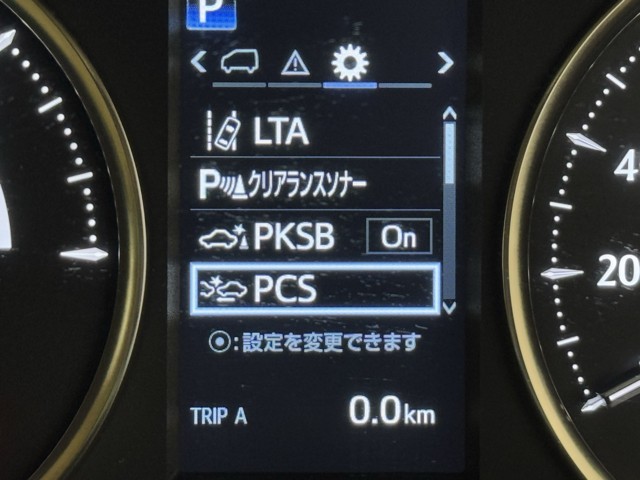 P
LTA
P クリアランスソナー
PKSB On
PCS
:設定を変更できます
TRIP A 0.0km
4
20